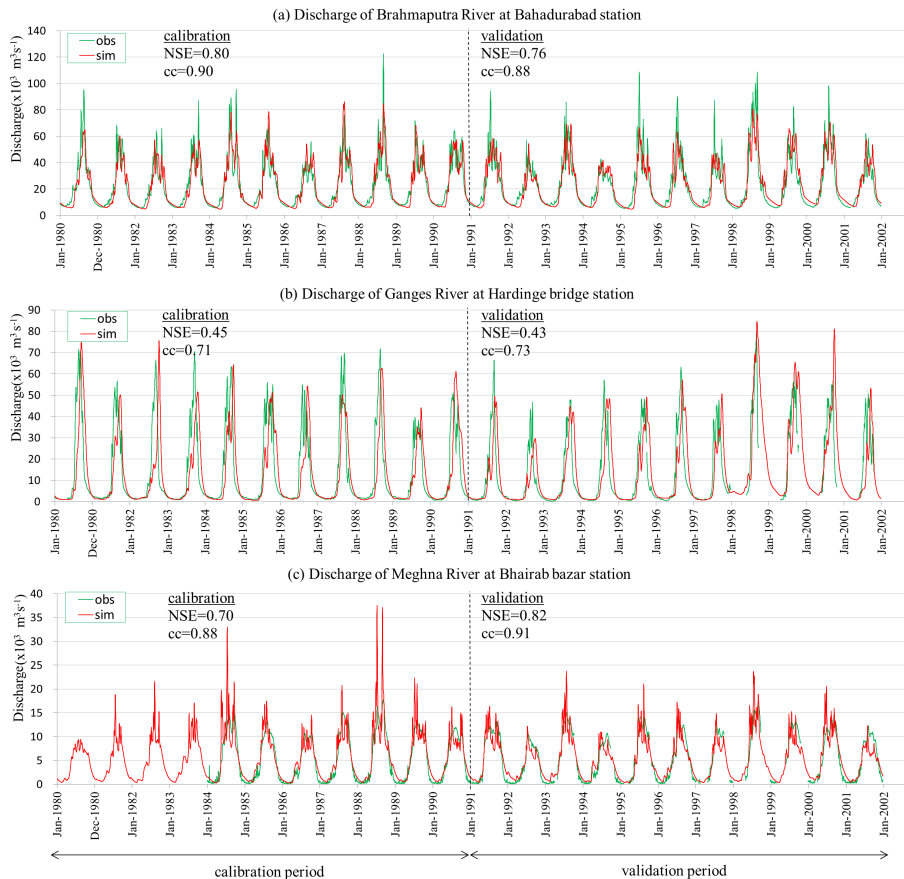 (a) Discharge of Brahmaputra River at Bahadurabad station
Discharge(x10³ m³s⁻¹)
140
120
100
80
60
40
20
0
obs
sim
calibration
NSE=0.80
cc=0.90
validation
NSE=0.76
cc=0.88
Jan-1980
Dec-1980
Jan-1982
Jan-1983
Jan-1984
Jan-1985
Jan-1986
Jan-1987
Jan-1988
Jan-1989
Jan-1990
Jan-1991
Jan-1992
Jan-1993
Jan-1994
Jan-1995
Jan-1996
Jan-1997
Jan-1998
Jan-1999
Jan-2000
Jan-2001
Jan-2002
(b) Discharge of Ganges River at Hardinge bridge station
Discharge(x10³ m³s⁻¹)
90
80
70
60
50
40
30
20
10
0
obs
sim
calibration
NSE=0.45
cc=0.71
validation
NSE=0.43
cc=0.73
Jan-1980
Dec-1980
Jan-1982
Jan-1983
Jan-1984
Jan-1985
Jan-1986
Jan-1987
Jan-1988
Jan-1989
Jan-1990
Jan-1991
Jan-1992
Jan-1993
Jan-1994
Jan-1995
Jan-1996
Jan-1997
Jan-1998
Jan-1999
Jan-2000
Jan-2001
Jan-2002
(c) Discharge of Meghna River at Bhairab bazar station
Discharge(x10³ m³s⁻¹)
40
35
30
25
20
15
10
5
0
obs
sim
calibration
NSE=0.70
cc=0.88
validation
NSE=0.82
cc=0.91
Jan-1980
Dec-1980
Jan-1982
Jan-1983
Jan-1984
Jan-1985
Jan-1986
Jan-1987
Jan-1988
Jan-1989
Jan-1990
Jan-1991
Jan-1992
Jan-1993
Jan-1994
Jan-1995
Jan-1996
Jan-1997
Jan-1998
Jan-1999
Jan-2000
Jan-2001
Jan-2002
calibration period
validation period